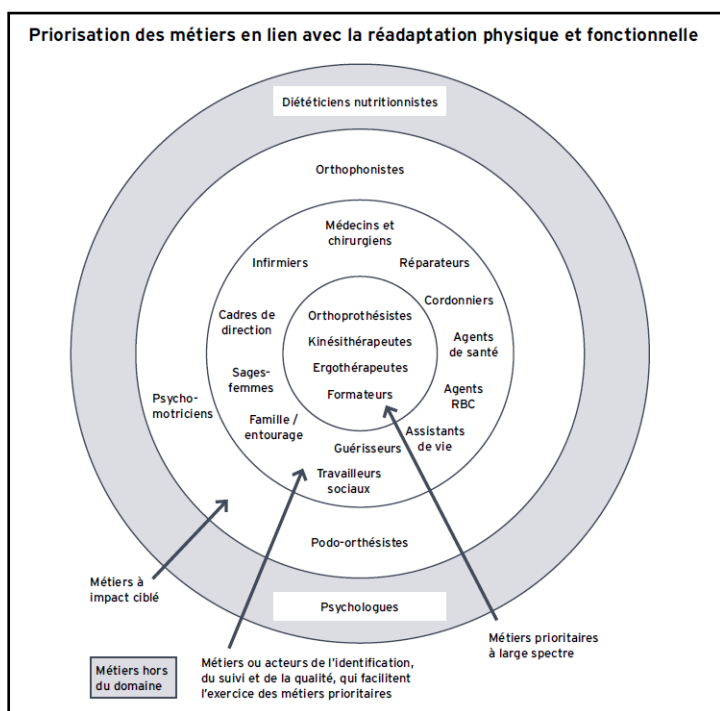 Priorisation des métiers en lien avec la réadaptation physique et fonctionnelle
Diététiciens nutritionnistes
Orthophonistes
Médecins et
chirurgiens
Infirmiers
Réparateurs
Cordonniers
Cadres de
direction
Orthoprothésistes
Kinésithérapeutes
Ergothérapeutes
Formateurs
Agents
de santé
Sages-
femmes
Agents
RBC
Psycho-
motriciens
Famille /
entourage
Assistants
de vie
Guérisseurs
Travailleurs
sociaux
Podo-orthésistes
Métiers à
impact ciblé
Psychologues
Métiers prioritaires
à large spectre
Métiers hors
du domaine
Métiers ou acteurs de l'identification,
du suivi et de la qualité, qui facilitent
l'exercice des métiers prioritaires